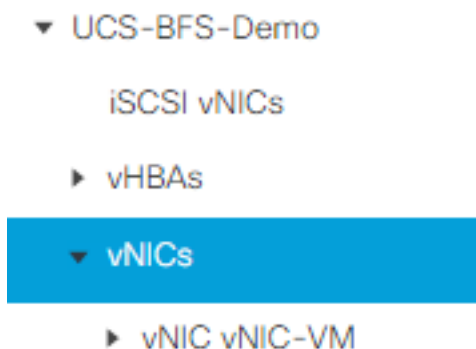 UCS-BFS-Demo
iSCSI vNICs
vHBAs
vNICs
vNIC vNIC-VM